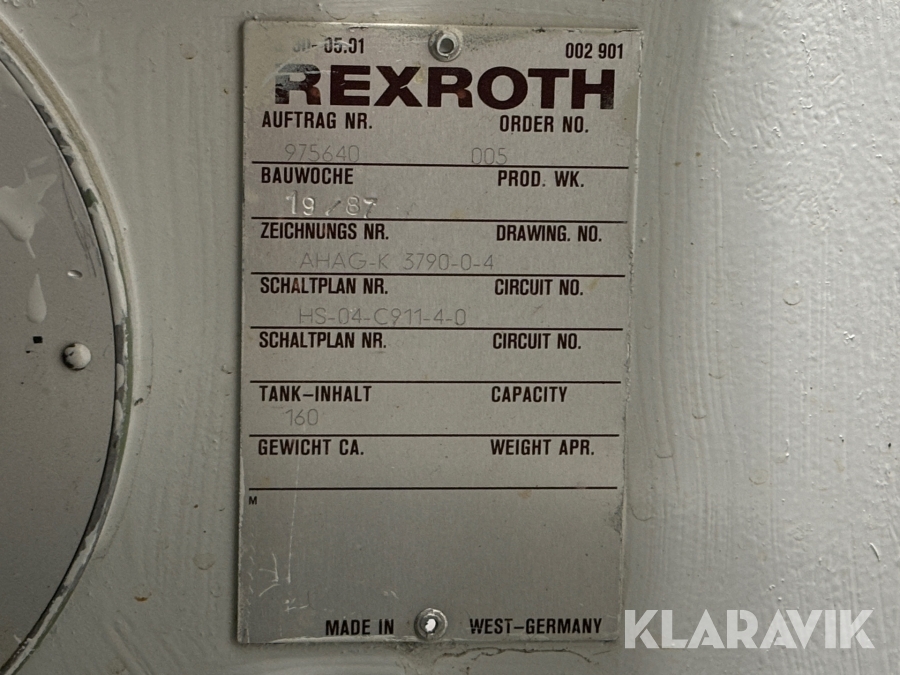 05.01 002 901
REXROTH
AUFTRAG NR. ORDER NO.
975640 005
BAUWOCHE PROD. WK.
19/87
ZEICHNUNGS NR. DRAWING. NO.
AHAG-K 3790-0-4
SCHALTPLAN NR. CIRCUIT NO.
HS-04-C911-4-0
SCHALTPLAN NR. CIRCUIT NO.
TANK-INHALT CAPACITY
160
GEWICHT CA. WEIGHT APR.
M
MADE IN WEST-GERMANY
KLARAVIK